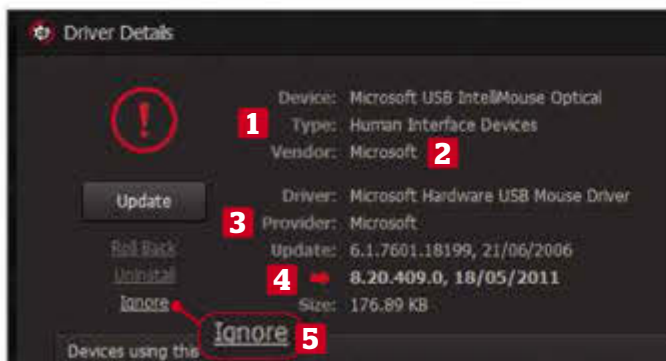 Driver Details
Device: Microsoft USB IntelliMouse Optical
1 Type: Human Interface Devices
Vendor: Microsoft 2
Update
Driver: Microsoft Hardware USB Mouse Driver
3 Provider: Microsoft
Roll Back
Update: 6.1.7601.18199, 21/06/2006
Uninstall
4 8.20.409.0, 18/05/2011
Ignore
Size: 176.89 KB
Ignore 5
Devices using this